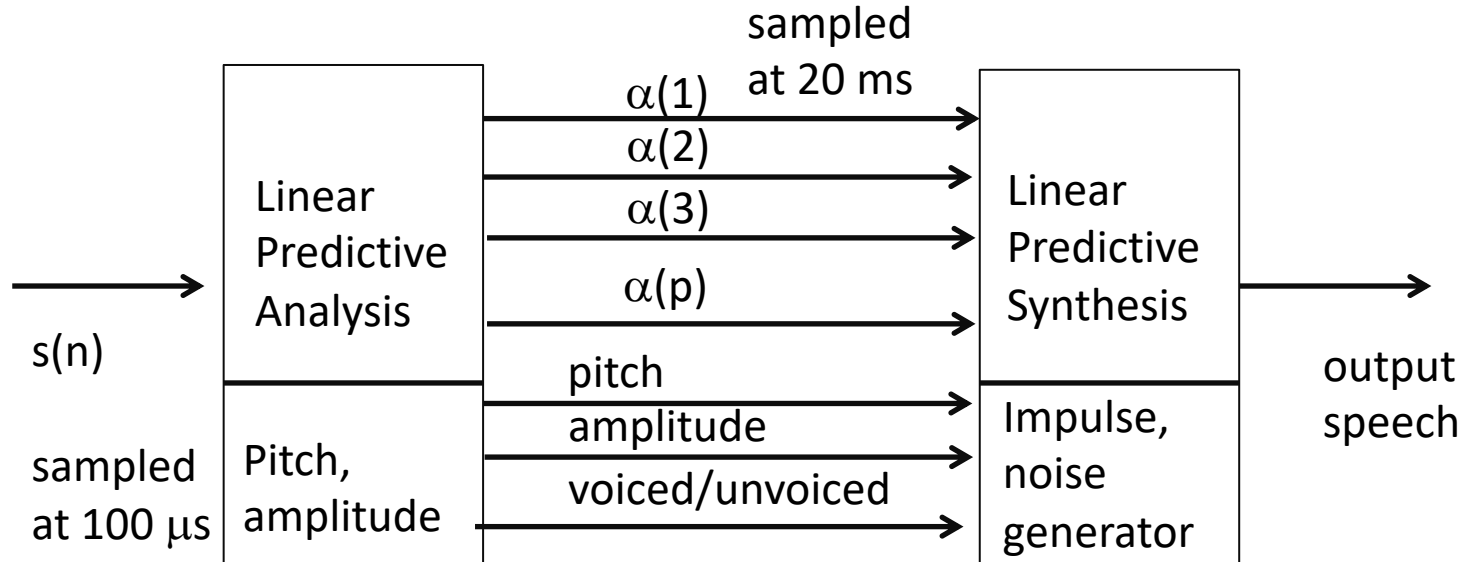 sampled
at 20 ms
α(1)
α(2)
α(3)
α(p)
Linear
Predictive
Analysis
Linear
Predictive
Synthesis
s(n)
sampled
at 100 μs
Pitch,
amplitude
pitch
amplitude
voiced/unvoiced
Impulse,
noise
generator
output
speech